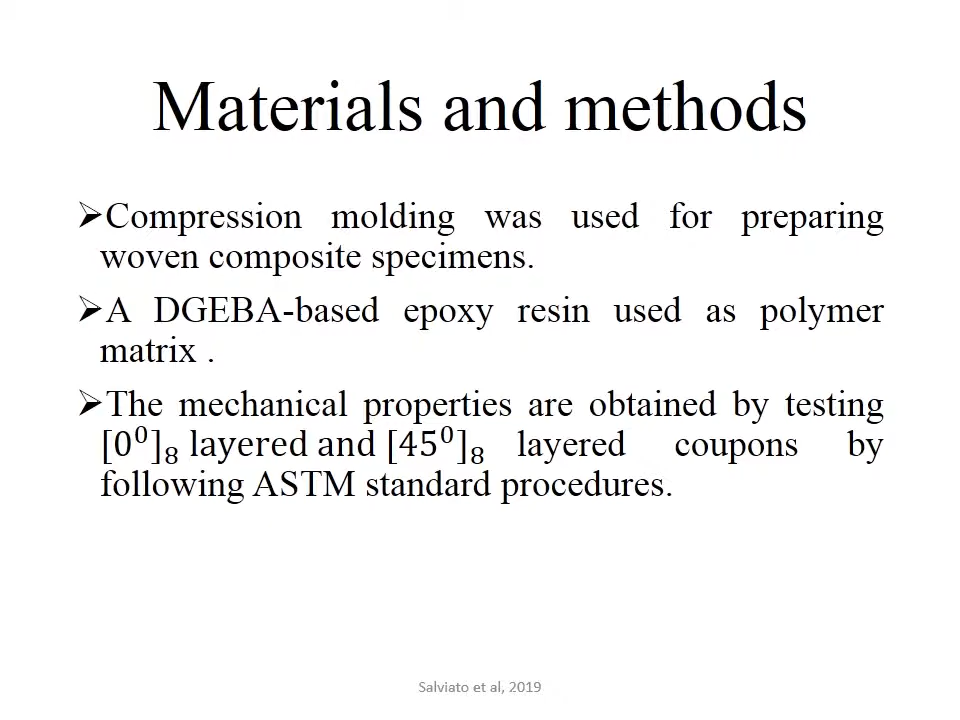 Materials and methods
➢Compression molding was used for preparing
woven composite specimens.
➢A DGEBA-based epoxy resin used as polymer
matrix .
➢The mechanical properties are obtained by testing
[0⁰]₈ layered and [45⁰]₈ layered coupons by
following ASTM standard procedures.
Salviato et al, 2019